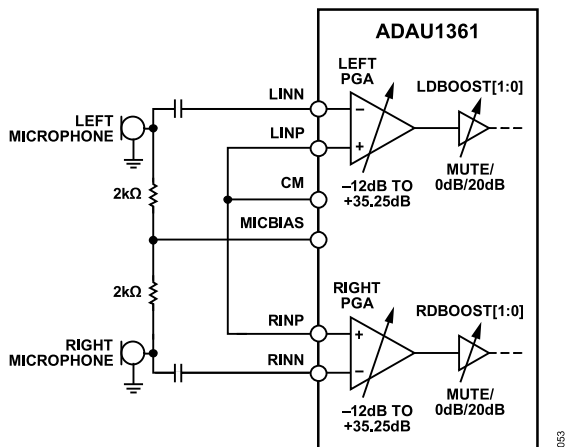 ADAU1361
LEFT
PGA
LDBOOST[1:0]
LINN
LEFT
MICROPHONE
LINP
–
+
MUTE/
0dB/20dB
CM
–12dB TO
+35.25dB
2kΩ
MICBIAS
2kΩ
RIGHT
PGA
RDBOOST[1:0]
RINP
RIGHT
MICROPHONE
+
–
RINN
MUTE/
0dB/20dB
–12dB TO
+35.25dB
053